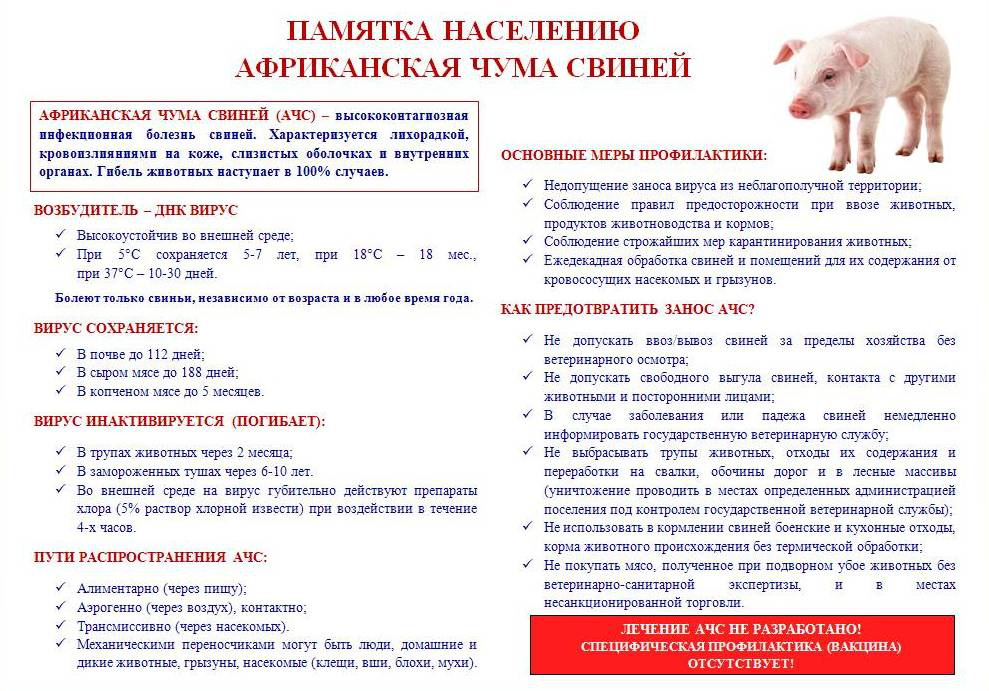 ПАМЯТКА НАСЕЛЕНИЮ
АФРИКАНСКАЯ ЧУМА СВИНЕЙ
АФРИКАНСКАЯ ЧУМА СВИНЕЙ (АЧС) – высококонтагиозная
инфекционная болезнь свиней. Характеризуется лихорадкой,
кровоизлияниями на коже, слизистых оболочках и внутренних
органах. Гибель животных наступает в 100% случаев.
ВОЗБУДИТЕЛЬ – ДНК ВИРУС
✓ Высокоустойчив во внешней среде;
✓ При 5°С сохраняется 5-7 лет, при 18°С – 18 мес.,
при 37°С – 10-30 дней.
Болеют только свиньи, независимо от возраста и в любое время года.
ВИРУС СОХРАНЯЕТСЯ:
✓ В почве до 112 дней;
✓ В сыром мясе до 188 дней;
✓ В копченом мясе до 5 месяцев.
ВИРУС ИНАКТИВИРУЕТСЯ (ПОГИБАЕТ):
✓ В трупах животных через 2 месяца;
✓ В замороженных тушах через 6-10 лет.
✓ Во внешней среде на вирус губительно действуют препараты
хлора (5% раствор хлорной извести) при воздействии в течение
4-х часов.
ПУТИ РАСПРОСТРАНЕНИЯ АЧС:
✓ Алиментарно (через пищу);
✓ Аэрогенно (через воздух), контактно;
✓ Трансмиссивно (через насекомых).
✓ Механическими переносчиками могут быть люди, домашние и
дикие животные, грызуны, насекомые (клещи, вши, блохи, мухи).
ОСНОВНЫЕ МЕРЫ ПРОФИЛАКТИКИ:
✓ Недопущение заноса вируса из неблагополучной территории;
✓ Соблюдение правил предосторожности при ввозе животных,
продуктов животноводства и кормов;
✓ Соблюдение строжайших мер карантинирования животных;
✓ Ежедекадная обработка свиней и помещений для их содержания от
кровососущих насекомых и грызунов.
КАК ПРЕДОТВРАТИТЬ ЗАНОС АЧС?
✓ Не допускать ввоз/вывоз свиней за пределы хозяйства без
ветеринарного осмотра;
✓ Не допускать свободного выгула свиней, контакта с другими
животными и посторонними лицами;
✓ В случае заболевания или падежа свиней немедленно
информировать государственную ветеринарную службу;
✓ Не выбрасывать трупы животных, отходы их содержания и
переработки на свалки, обочины дорог и в лесные массивы
(уничтожение проводить в местах определенных администрацией
поселения под контролем государственной ветеринарной службы);
✓ Не использовать в кормлении свиней боенские и кухонные отходы,
корма животного происхождения без термической обработки;
✓ Не покупать мясо, полученное при подворном убое животных без
ветеринарно-санитарной экспертизы, и в местах
несанкционированной торговли.
ЛЕЧЕНИЕ АЧС НЕ РАЗРАБОТАНО!
СПЕЦИФИЧЕСКАЯ ПРОФИЛАКТИКА (ВАКЦИНА)
ОТСУТСТВУЕТ!